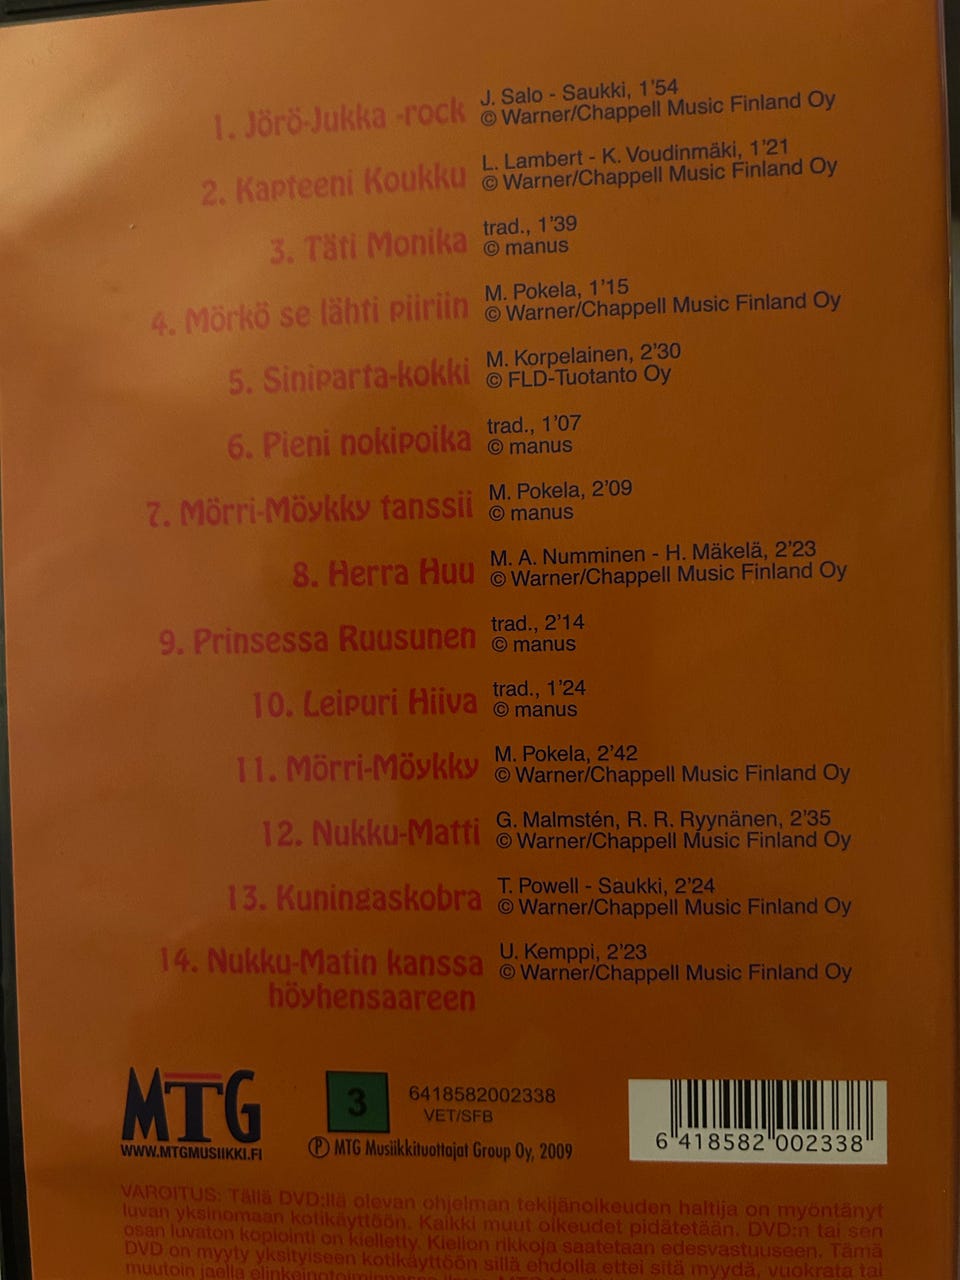 1. Jörö-Jukka -rock
J. Salo - Saukki, 1'54
© Warner/Chappell Music Finland Oy
2. Kapteeni Koukku
L. Lambert - K. Voudinmäki, 1'21
© Warner/Chappell Music Finland Oy
3. Täti Monika
trad., 1'39
© manus
4. Mörkö se lähti piiriin
M. Pokela, 1'15
© Warner/Chappell Music Finland Oy
5. Siniparta-kokki
M. Korpelainen, 2'30
© FLD-Tuotanto Oy
6. Pieni nokipoika
trad., 1'07
© manus
7. Mörri-Möykky tanssii
M. Pokela, 2'09
© manus
8. Herra Huu
M. A. Numminen - H. Mäkelä, 2'23
© Warner/Chappell Music Finland Oy
9. Prinsessa Ruusunen
trad., 2'14
© manus
10. Leipuri Hiiva
trad., 1'24
© manus
11. Mörri-Möykky
M. Pokela, 2'42
© Warner/Chappell Music Finland Oy
12. Nukku-Matti
G. Malmstén, R. R. Ryynänen, 2'35
© Warner/Chappell Music Finland Oy
13. Kuningaskobra
T. Powell - Saukki, 2'24
© Warner/Chappell Music Finland Oy
14. Nukku-Matin kanssa
höyhensaareen
U. Kemppi, 2'23
© Warner/Chappell Music Finland Oy
MTG
WWW.MTGMUSIIKKI.FI
3
6418582002338
VET/SFB
℗ MTG Musiikkituottajat Group Oy, 2009
6 418582 002338
VAROITUS: Tällä DVD:llä olevan ohjelman tekijänoikeuden haltija on myöntänyt
luvan yksinomaan kotikäyttöön. Kaikki muut oikeudet pidätetään. DVD:n tai sen
osan luvaton kopiointi on kielletty. Kiellon rikkoja saatetaan edesvastuuseen. Tämä
DVD on myyty yksityiseen kotikäyttöön sillä ehdolla ettei sitä myydä, vuokrata tai
muutoin jaella